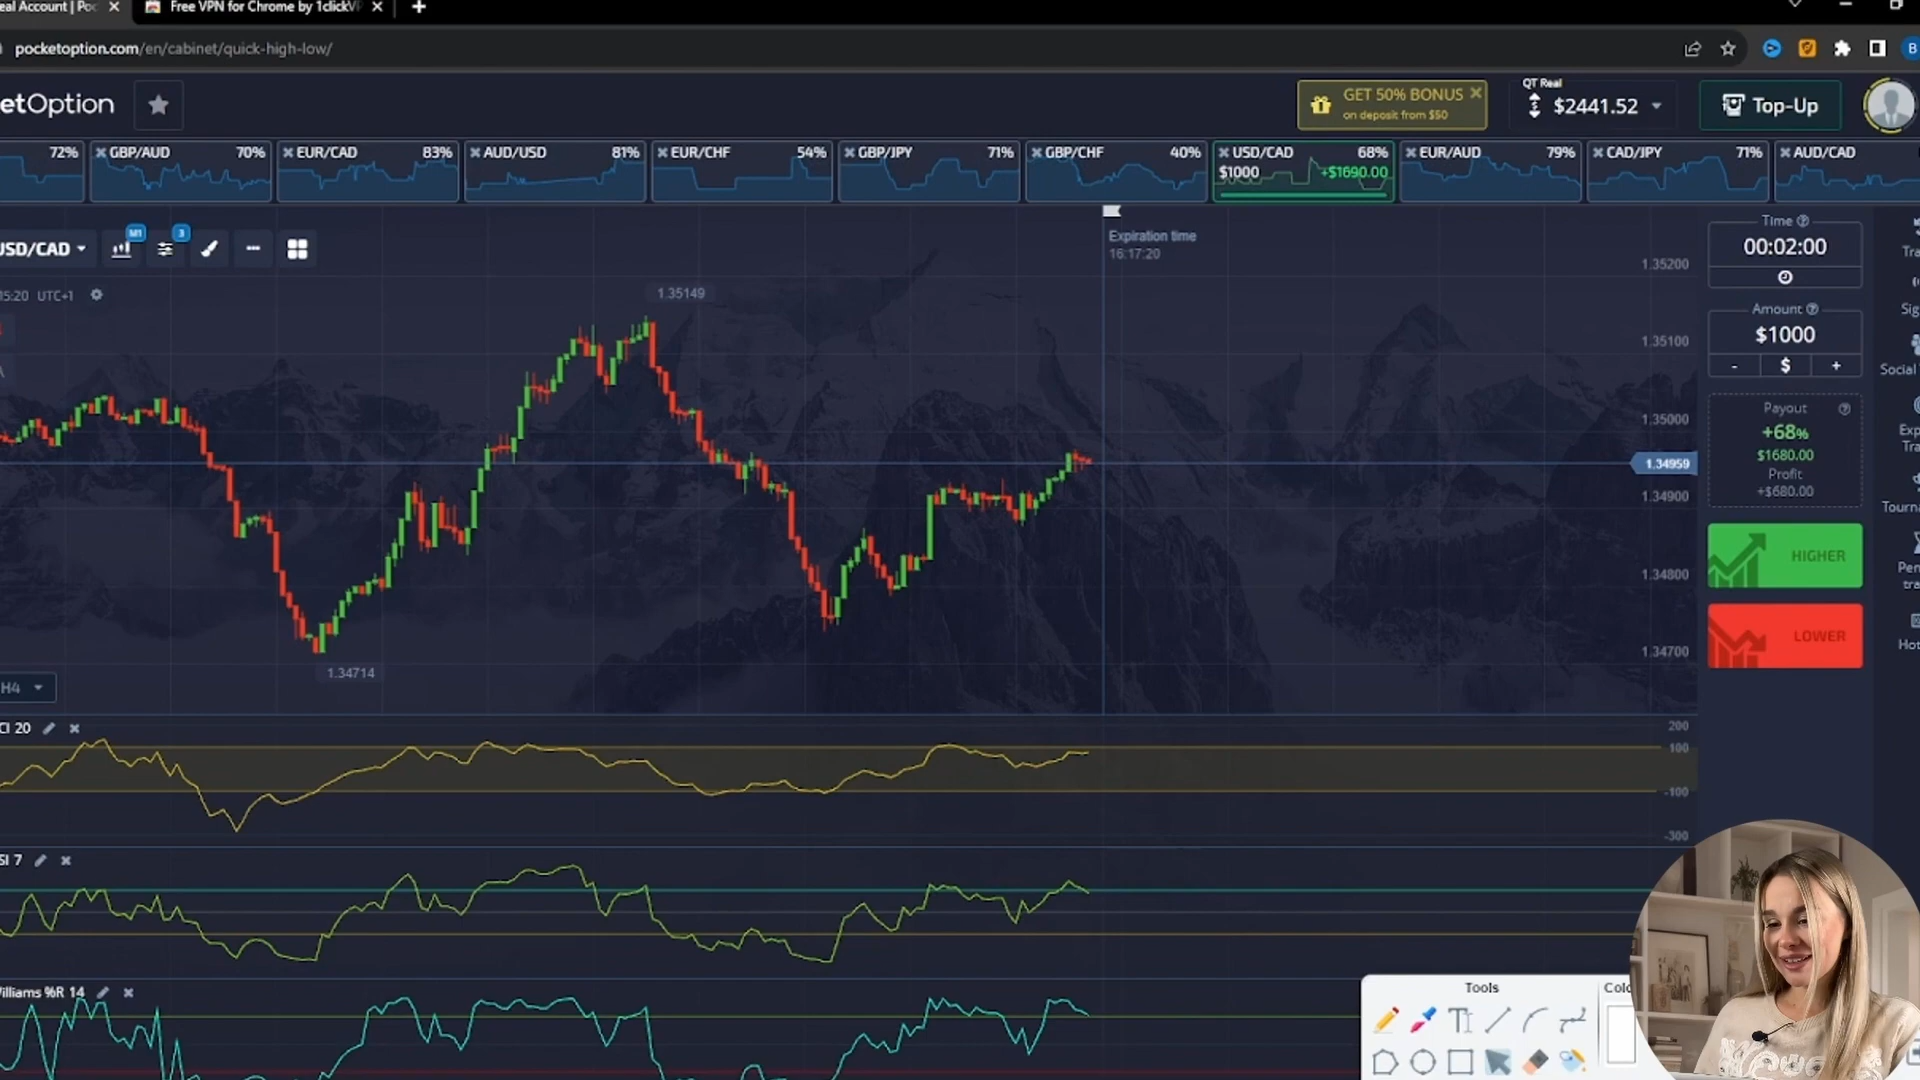 eal Account | Poc
Free VPN for Chrome by 1clickVP
pocketoption.com/en/cabinet/quick-high-low/
etOption
GET 50% BONUS
on deposit from $50
QT Real
$2441.52
Top-Up
72%
GBP/AUD 70%
EUR/CAD 83%
AUD/USD 81%
EUR/CHF 54%
GBP/JPY 71%
GBP/CHF 40%
USD/CAD 68%
$1000 +$1690.00
EUR/AUD 79%
CAD/JPY 71%
AUD/CAD
USD/CAD
M1
3
15:20 UTC+1
Expiration time
16:17:20
1.35149
1.34714
1.35200
1.35100
1.35000
1.34959
1.34900
1.34800
1.34700
Time
00:02:00
Amount
$1000
- $ +
Payout
+68%
$1680.00
Profit
+$680.00
HIGHER
LOWER
Tra
Sig
Social
Exp
Tra
Tourna
Pen
tra
Hot
H4
CI 20
200
100
-100
-300
SI 7
illiams %R 14
Tools
Colo